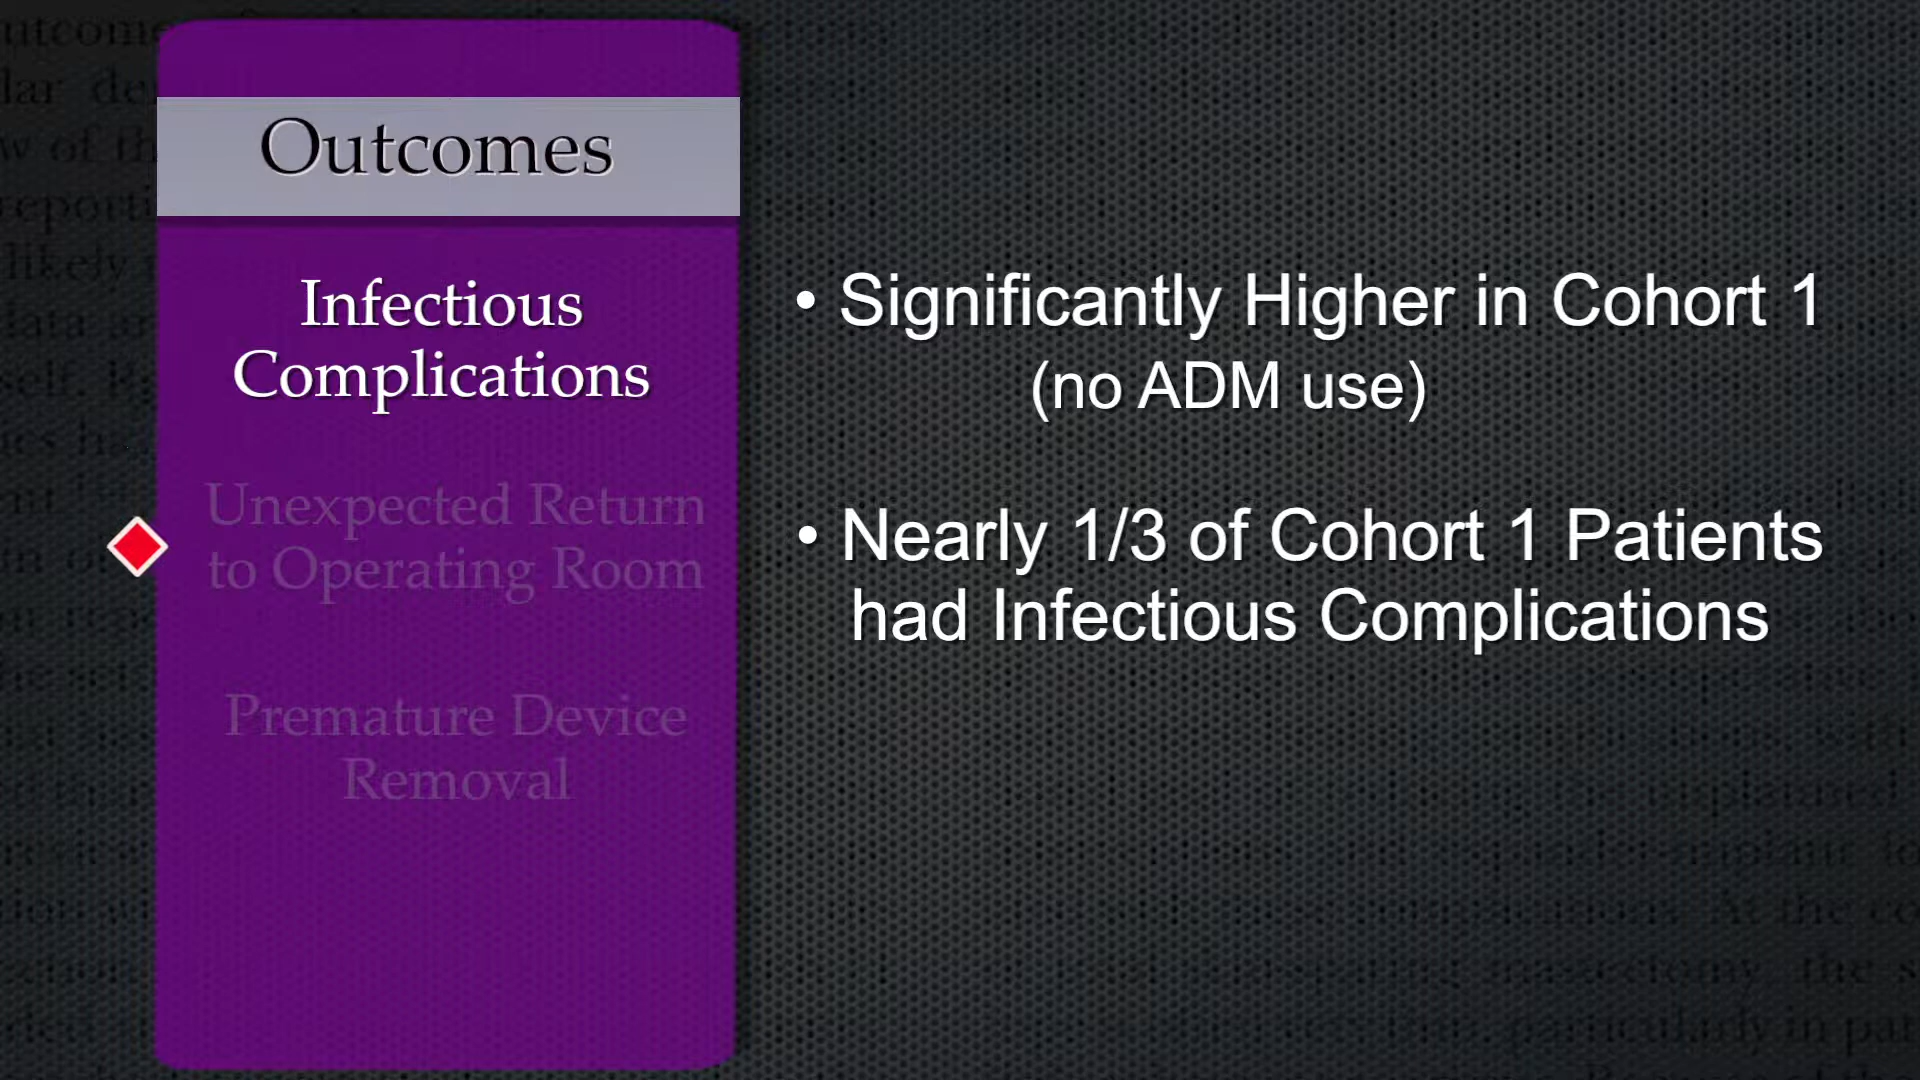 Outcomes
Infectious
Complications
Unexpected Return
to Operating Room
Premature Device
Removal
• Significantly Higher in Cohort 1
(no ADM use)
• Nearly 1/3 of Cohort 1 Patients
had Infectious Complications